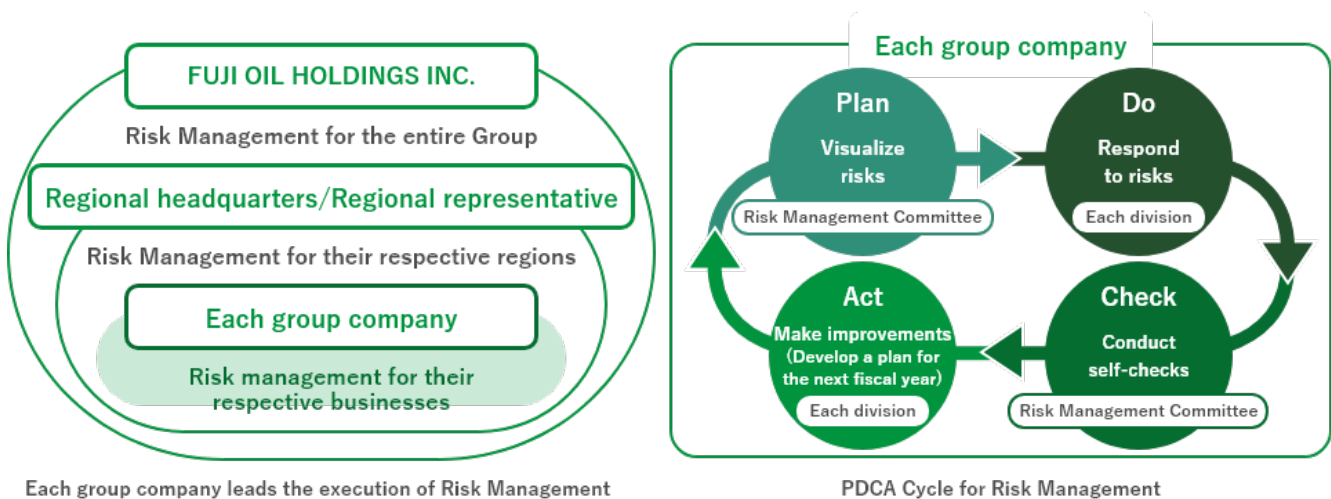 FUJI OIL HOLDINGS INC.
Risk Management for the entire Group
Regional headquarters/Regional representative
Risk Management for their respective regions
Each group company
Risk management for their
respective businesses
Each group company leads the execution of Risk Management
Each group company
Plan
Visualize
risks
Risk Management Committee
Do
Respond
to risks
Each division
Check
Conduct
self-checks
Risk Management Committee
Act
Make improvements
(Develop a plan for
the next fiscal year)
Each division
PDCA Cycle for Risk Management